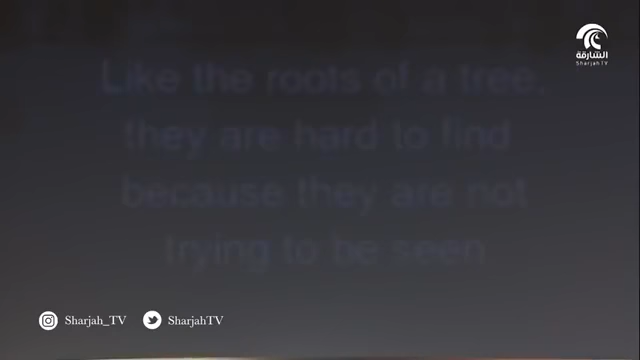 الشارقة
SharjahTV
Like the roots of a tree,
they are hard to find
because they are not
trying to be seen
Sharjah_TV
SharjahTV